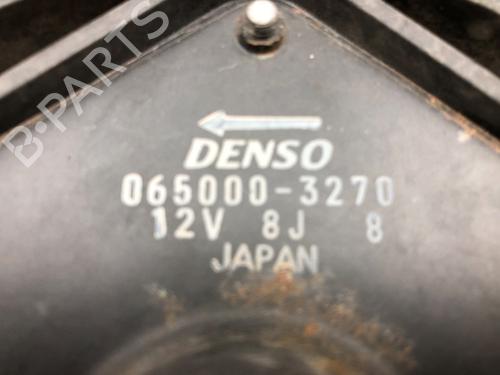 B-PARTS
DENSO
065000-3270
12V 8J 8
JAPAN